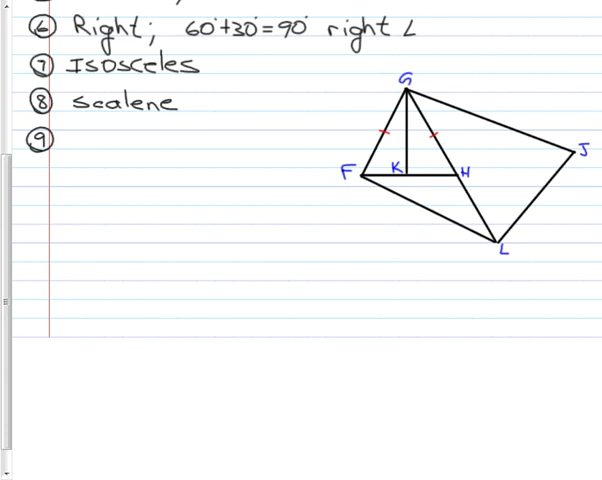 ⑥ Right; 60°+30°=90° right ∠
⑦ Isosceles
⑧ scalene
⑨
G
J
F K H
L